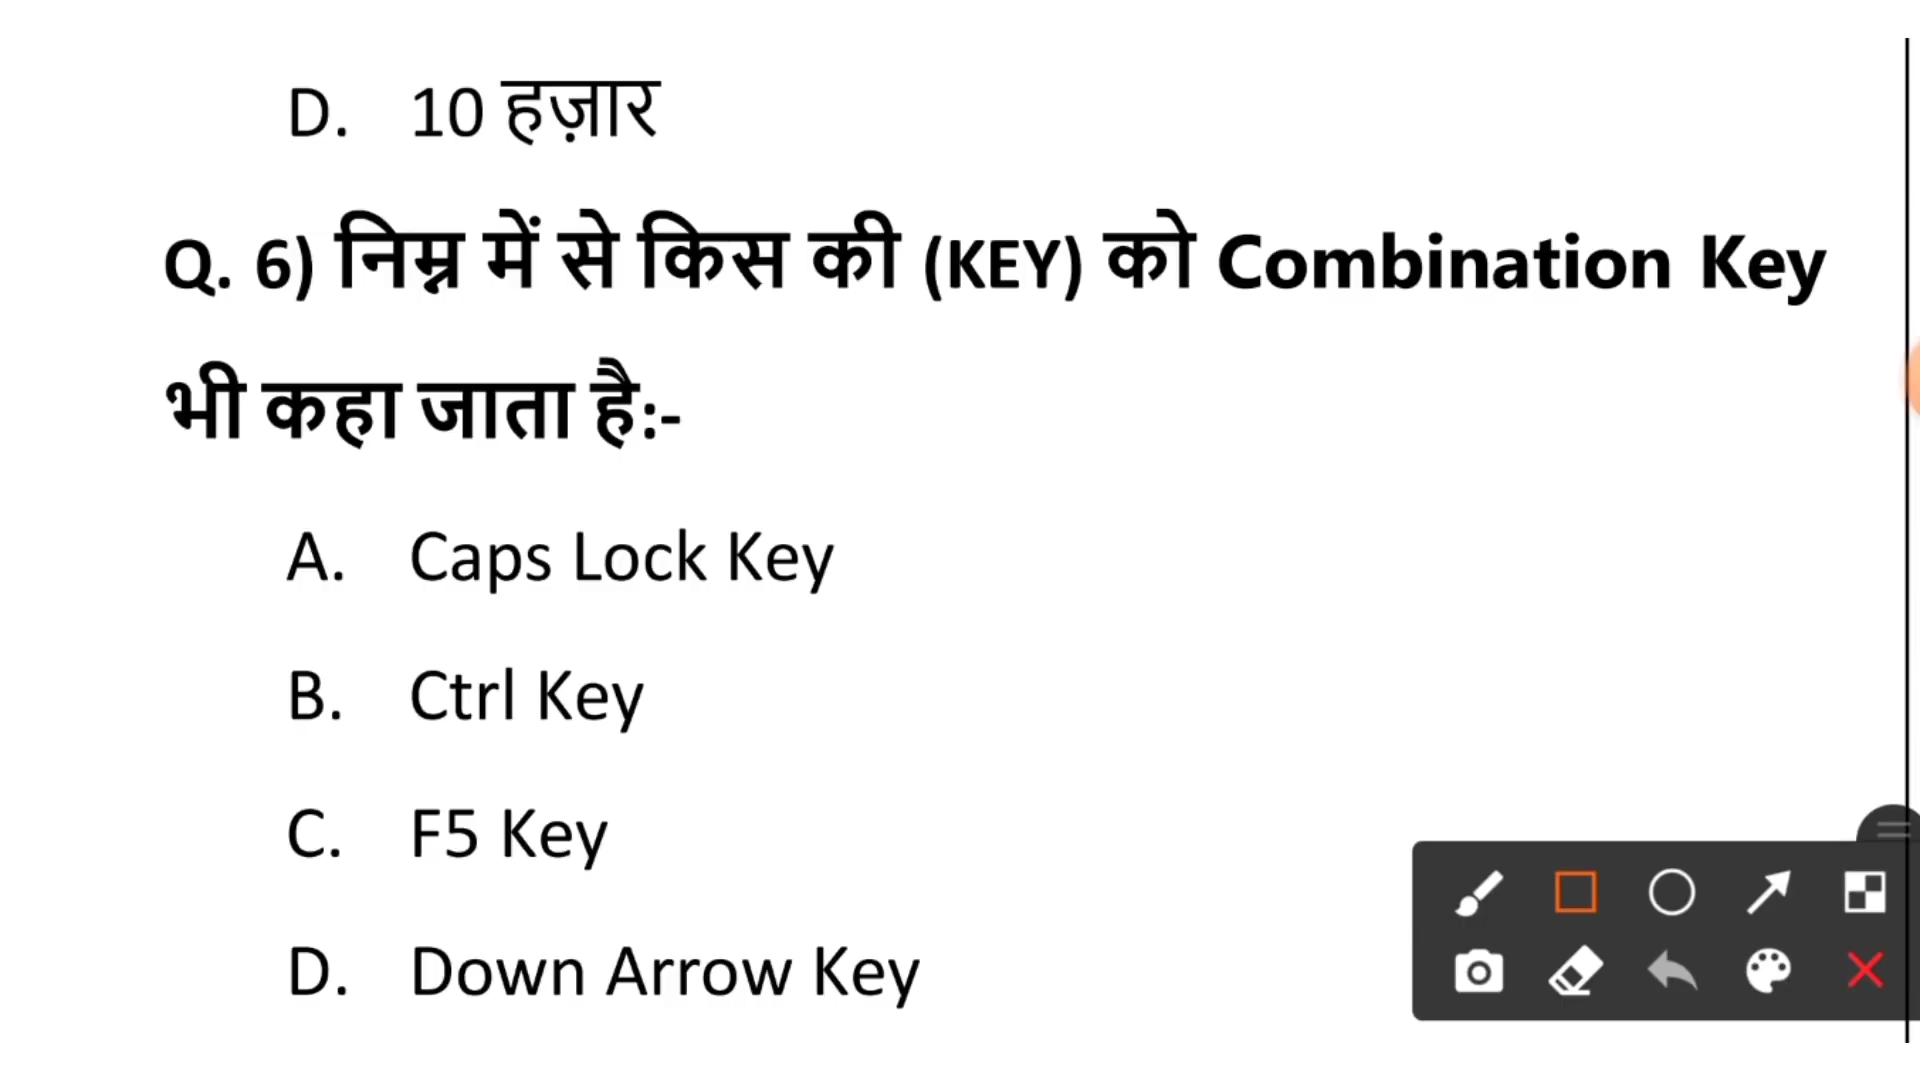 D. 10 हज़ार
Q. 6) निम्न में से किस की (KEY) को Combination Key
भी कहा जाता है:-
A. Caps Lock Key
B. Ctrl Key
C. F5 Key
D. Down Arrow Key